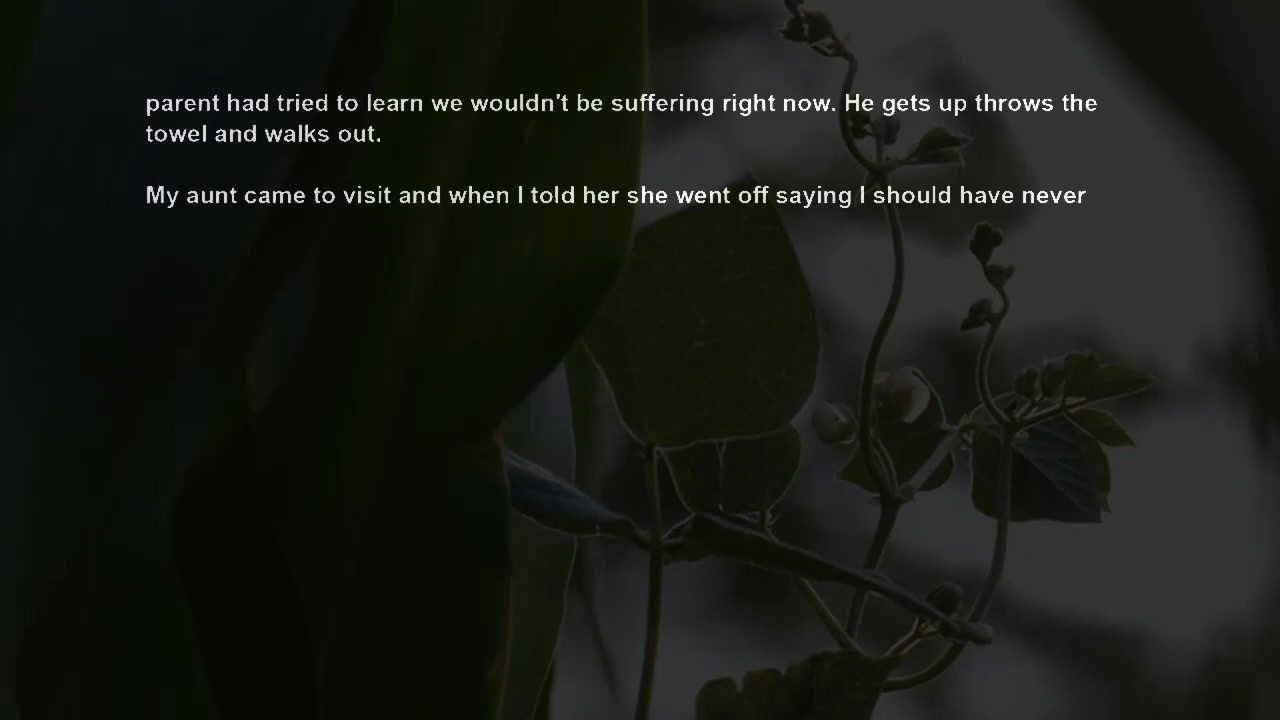 parent had tried to learn we wouldn't be suffering right now. He gets up throws the
towel and walks out.
My aunt came to visit and when I told her she went off saying I should have never